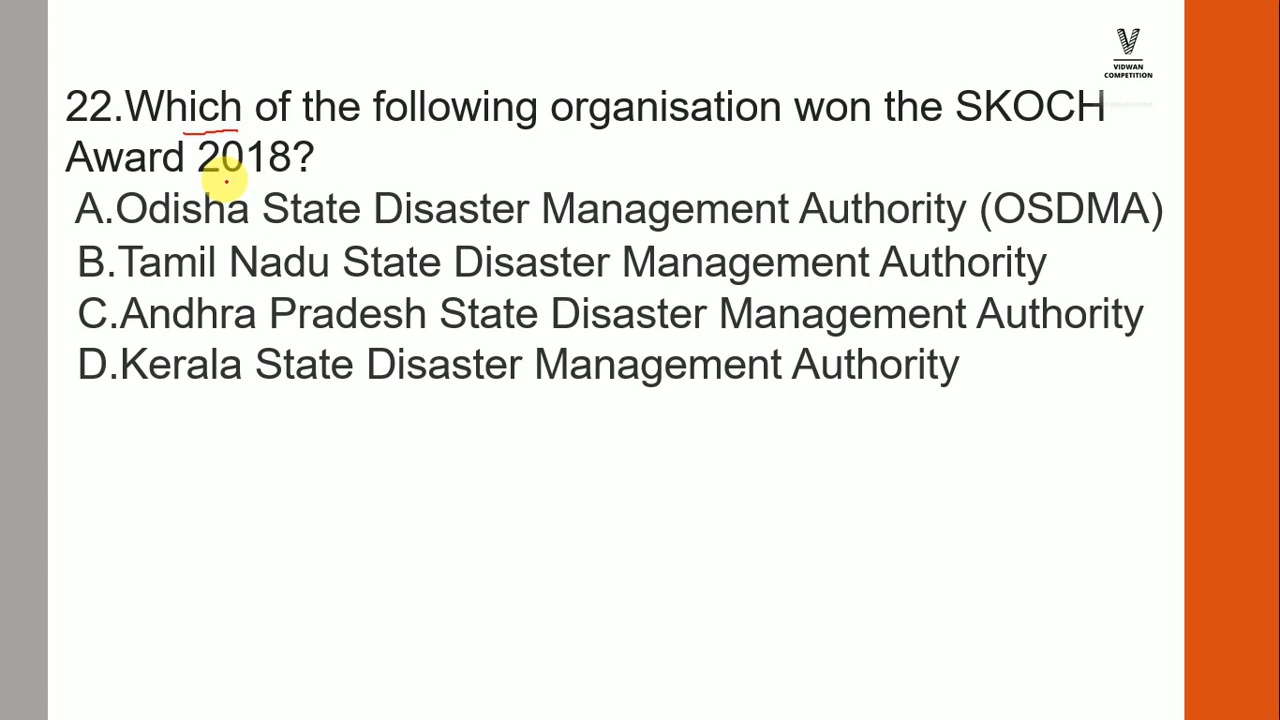 VIDWAN
COMPETITION
22.Which of the following organisation won the SKOCH
Award 2018?
A.Odisha State Disaster Management Authority (OSDMA)
B.Tamil Nadu State Disaster Management Authority
C.Andhra Pradesh State Disaster Management Authority
D.Kerala State Disaster Management Authority